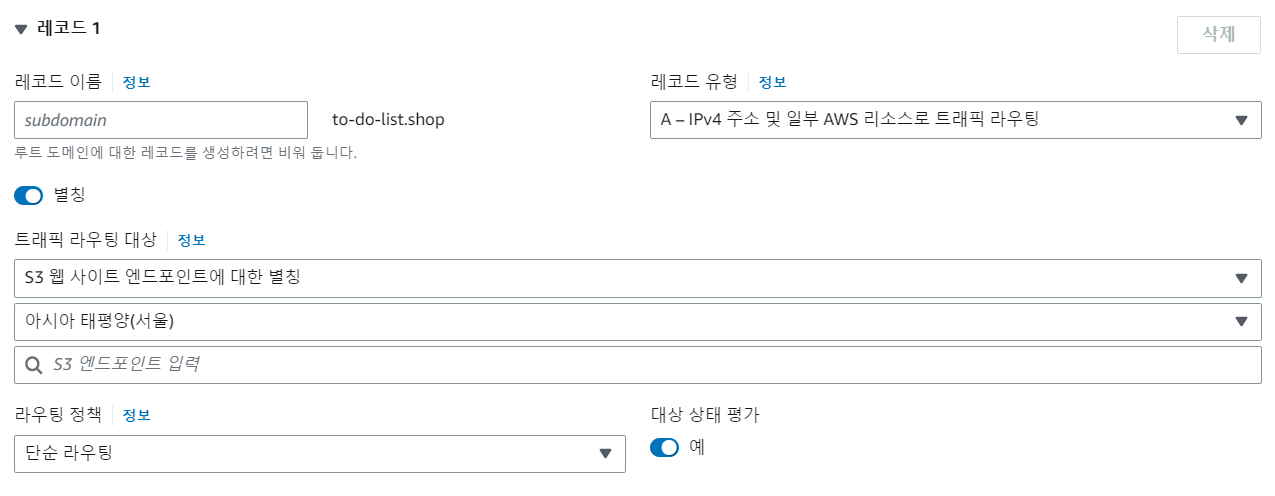 레코드 1
삭제
레코드 이름 정보
subdomain
to-do-list.shop
루트 도메인에 대한 레코드를 생성하려면 비워 둡니다.
레코드 유형 정보
A – IPv4 주소 및 일부 AWS 리소스로 트래픽 라우팅
별칭
트래픽 라우팅 대상 정보
S3 웹 사이트 엔드포인트에 대한 별칭
아시아 태평양(서울)
S3 엔드포인트 입력
라우팅 정책 정보
단순 라우팅
대상 상태 평가
예